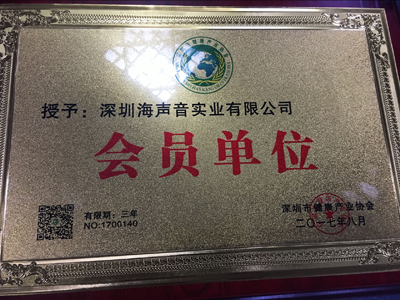 授予：深圳海声音实业有限公司
会员单位
有限期：三年
NO:1700140
深圳市健康产业协会
二〇一七年八月